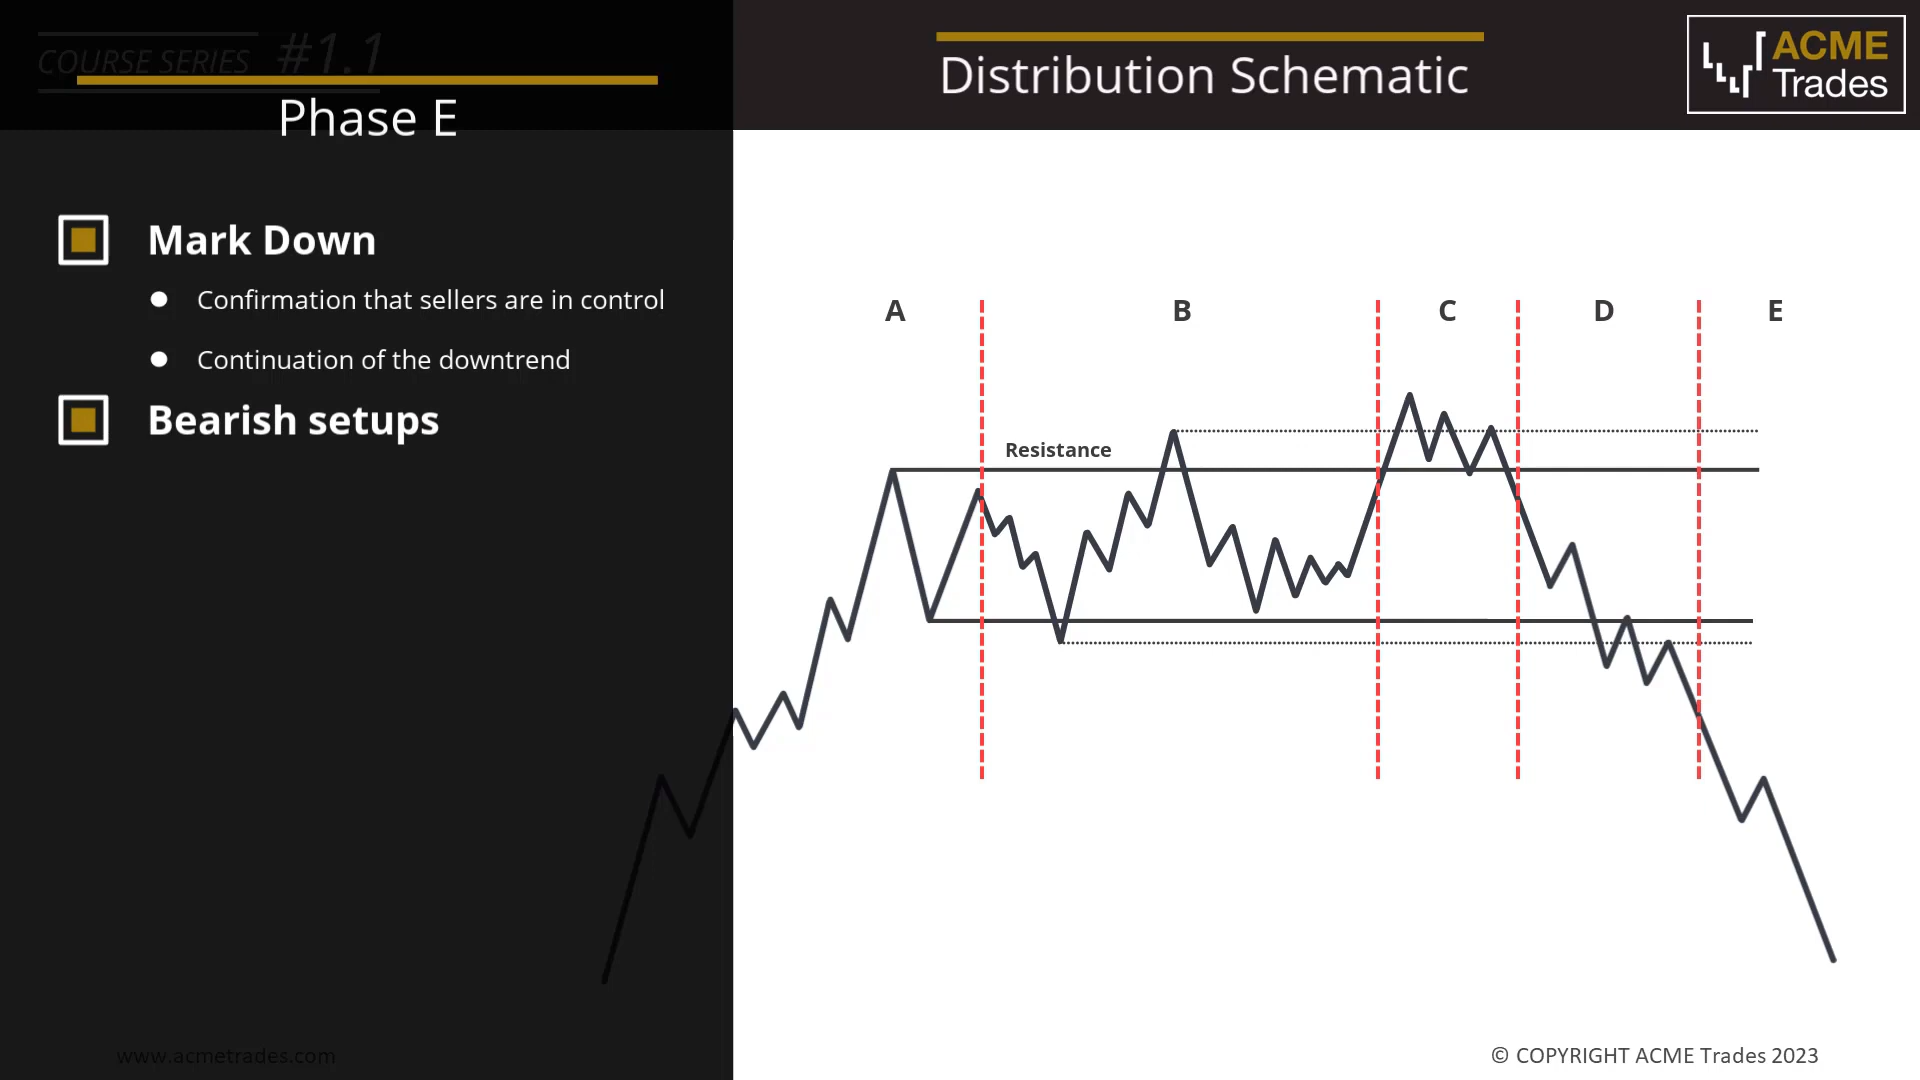 COURSE SERIES #1.1
Phase E
Mark Down
Confirmation that sellers are in control
Continuation of the downtrend
Bearish setups
www.acmetrades.com
Distribution Schematic
ACME
Trades
A B C D E
Resistance
© COPYRIGHT ACME Trades 2023